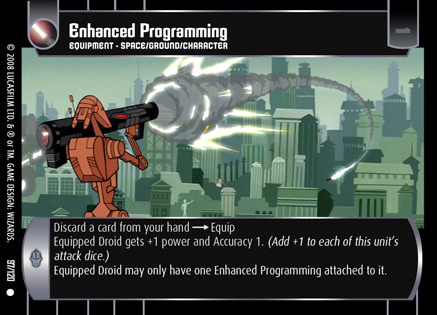 Enhanced Programming
EQUIPMENT - SPACE/GROUND/CHARACTER
Discard a card from your hand → Equip
Equipped Droid gets +1 power and Accuracy 1. (Add +1 to each of this unit's
attack dice.)
Equipped Droid may only have one Enhanced Programming attached to it.
© 2008 LUCASFILM LTD. & ® or TM. GAME DESIGN: WIZARDS.
97/120